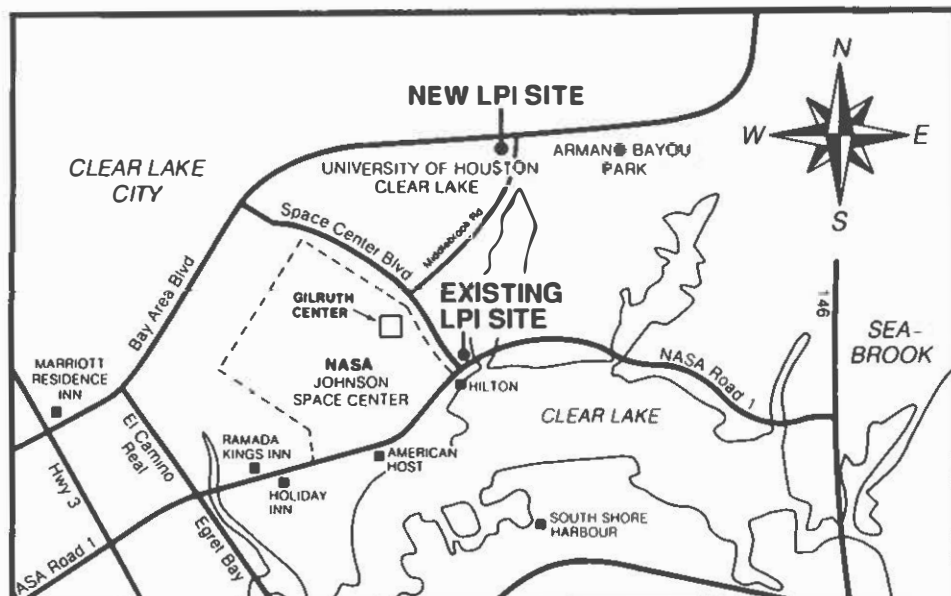 NEW LPI SITE
N
W
E
S
CLEAR LAKE
CITY
UNIVERSITY OF HOUSTON
CLEAR LAKE
ARMAND BAYOU
PARK
Space Center Blvd
Middlebrook Rd
Bay Area Blvd
GILRUTH
CENTER
EXISTING
LPI SITE
146
SEA-
BROOK
NASA
JOHNSON
SPACE CENTER
NASA Road 1
MARRIOTT
RESIDENCE
INN
HILTON
CLEAR LAKE
El Camino
Real
RAMADA
KINGS INN
AMERICAN
HOST
Hwy 3
HOLIDAY
INN
SOUTH SHORE
HARBOUR
ASA Road 1
Egret Bay